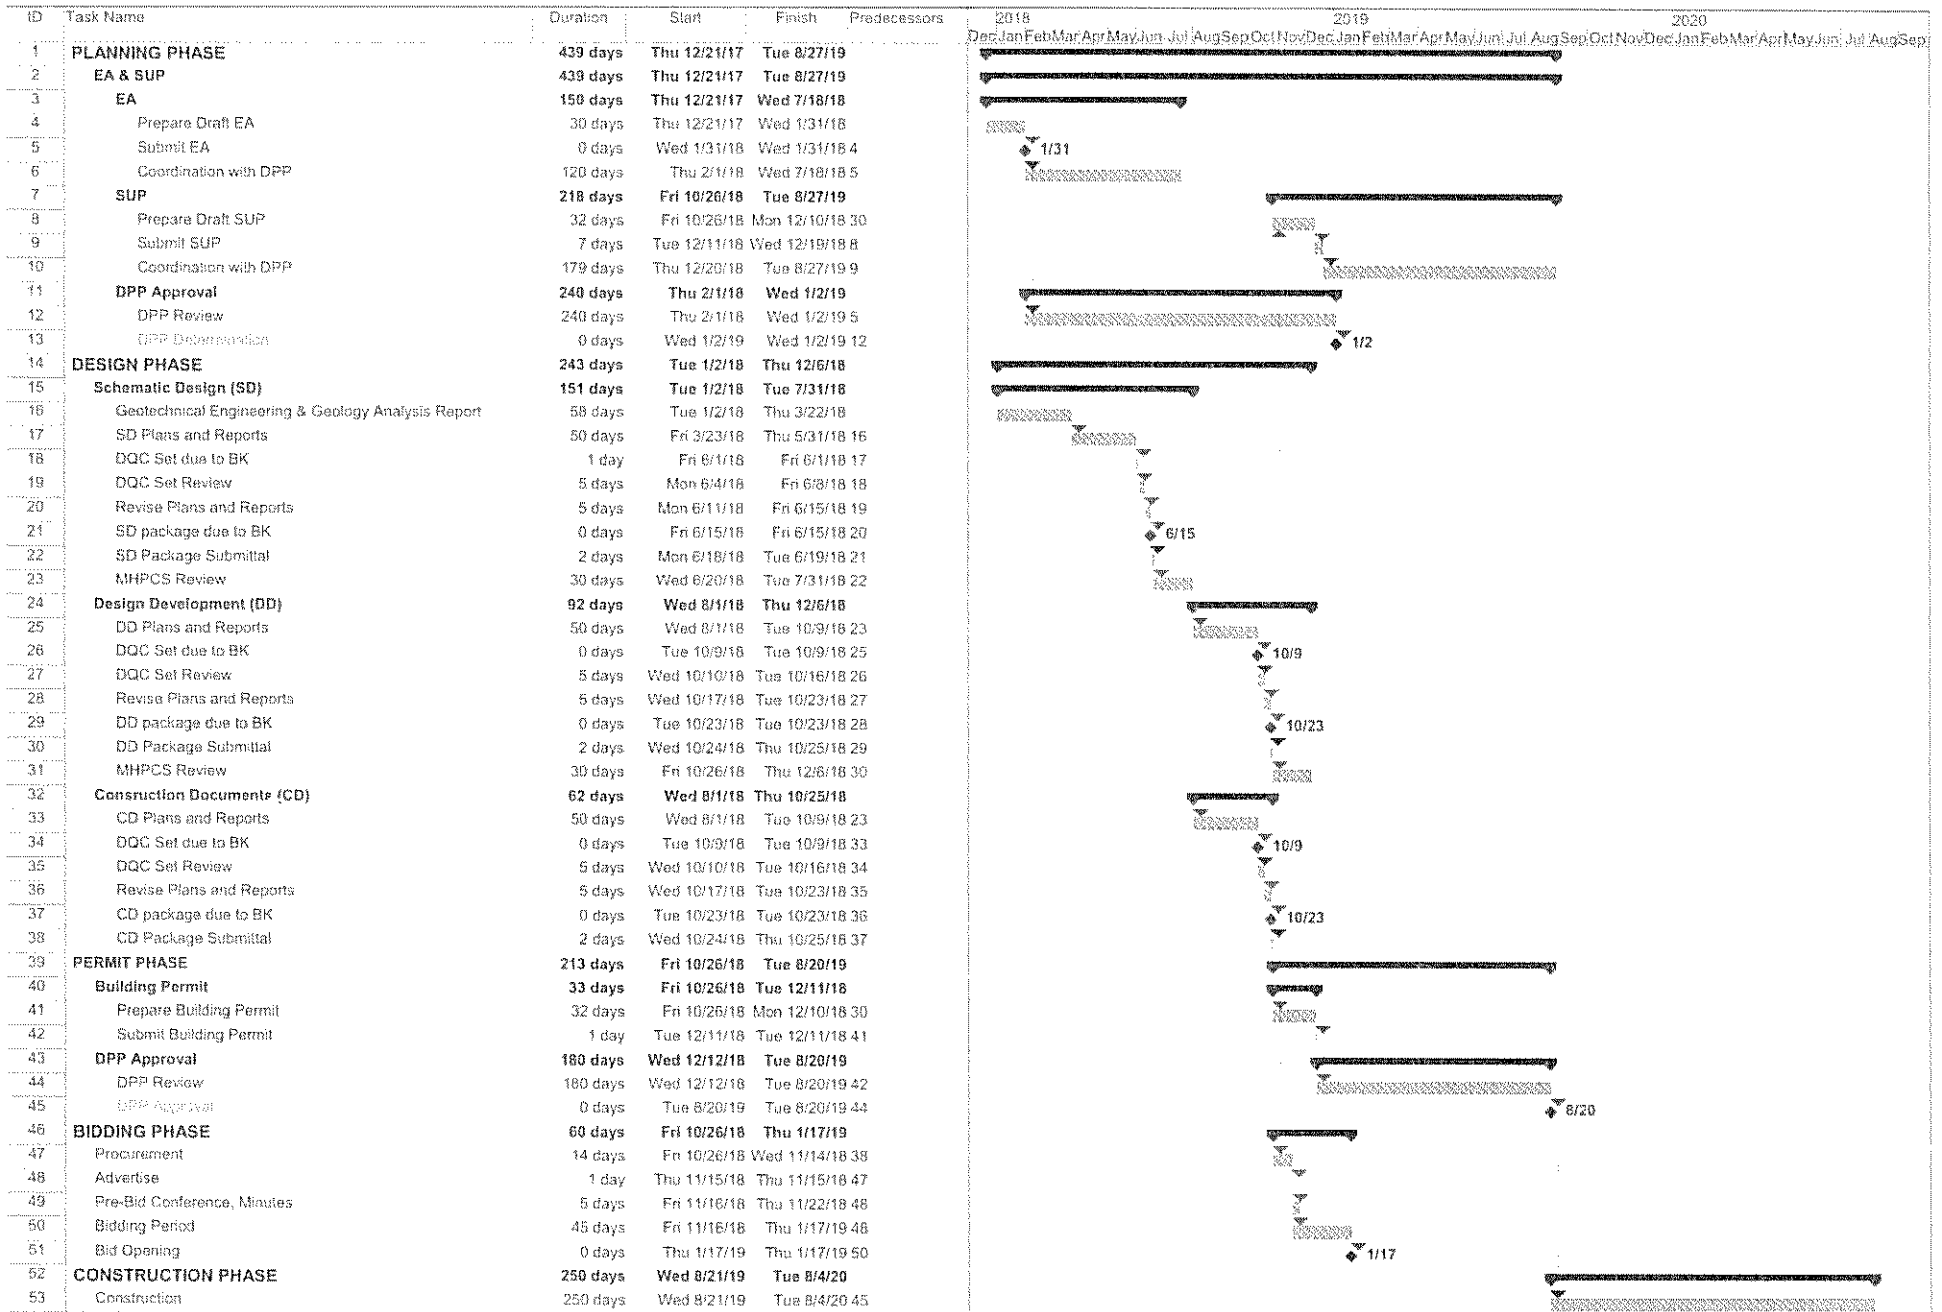 ID Task Name Duration Start Finish Predecessors 2018 2019 2020
Dec Jan Feb Mar Apr May Jun Jul Aug Sep Oct Nov Dec Jan Feb Mar Apr May Jun Jul Aug Sep Oct Nov Dec Jan Feb Mar Apr May Jun Jul Aug Sep
1 PLANNING PHASE 439 days Thu 12/21/17 Tue 8/27/19
2 EA & SUP 439 days Thu 12/21/17 Tue 8/27/19
3 EA 150 days Thu 12/21/17 Wed 7/18/18
4 Prepare Draft EA 30 days Thu 12/21/17 Wed 1/31/18
5 Submit EA 0 days Wed 1/31/18 Wed 1/31/18 4 1/31
6 Coordination with DPP 120 days Thu 2/1/18 Wed 7/18/18 5
7 SUP 218 days Fri 10/26/18 Tue 8/27/19
8 Prepare Draft SUP 32 days Fri 10/26/18 Mon 12/10/18 30
9 Submit SUP 7 days Tue 12/11/18 Wed 12/19/18 8
10 Coordination with DPP 179 days Thu 12/20/18 Tue 8/27/19 9
11 DPP Approval 240 days Thu 2/1/18 Wed 1/2/19
12 DPP Review 240 days Thu 2/1/18 Wed 1/2/19 5
13 DPP Determination 0 days Wed 1/2/19 Wed 1/2/19 12 1/2
14 DESIGN PHASE 243 days Tue 1/2/18 Thu 12/6/18
15 Schematic Design (SD) 151 days Tue 1/2/18 Tue 7/31/18
16 Geotechnical Engineering & Geology Analysis Report 58 days Tue 1/2/18 Thu 3/22/18
17 SD Plans and Reports 50 days Fri 3/23/18 Thu 5/31/18 16
18 DQC Set due to BK 1 day Fri 6/1/18 Fri 6/1/18 17
19 DQC Set Review 5 days Mon 6/4/18 Fri 6/8/18 18
20 Revise Plans and Reports 5 days Mon 6/11/18 Fri 6/15/18 19
21 SD package due to BK 0 days Fri 6/15/18 Fri 6/15/18 20 6/15
22 SD Package Submittal 2 days Mon 6/18/18 Tue 6/19/18 21
23 MHPCS Review 30 days Wed 6/20/18 Tue 7/31/18 22
24 Design Development (DD) 92 days Wed 8/1/18 Thu 12/6/18
25 DD Plans and Reports 50 days Wed 8/1/18 Tue 10/9/18 23
26 DQC Set due to BK 0 days Tue 10/9/18 Tue 10/9/18 25 10/9
27 DQC Set Review 5 days Wed 10/10/18 Tue 10/16/18 26
28 Revise Plans and Reports 5 days Wed 10/17/18 Tue 10/23/18 27
29 DD package due to BK 0 days Tue 10/23/18 Tue 10/23/18 28 10/23
30 DD Package Submittal 2 days Wed 10/24/18 Thu 10/25/18 29
31 MHPCS Review 30 days Fri 10/26/18 Thu 12/6/18 30
32 Consruction Documents (CD) 62 days Wed 8/1/18 Thu 10/25/18
33 CD Plans and Reports 50 days Wed 8/1/18 Tue 10/9/18 23
34 DQC Set due to BK 0 days Tue 10/9/18 Tue 10/9/18 33 10/9
35 DQC Set Review 5 days Wed 10/10/18 Tue 10/16/18 34
36 Revise Plans and Reports 5 days Wed 10/17/18 Tue 10/23/18 35
37 CD package due to BK 0 days Tue 10/23/18 Tue 10/23/18 36 10/23
38 CD Package Submittal 2 days Wed 10/24/18 Thu 10/25/18 37
39 PERMIT PHASE 213 days Fri 10/26/18 Tue 8/20/19
40 Building Permit 33 days Fri 10/26/18 Tue 12/11/18
41 Prepare Building Permit 32 days Fri 10/26/18 Mon 12/10/18 30
42 Submit Building Permit 1 day Tue 12/11/18 Tue 12/11/18 41
43 DPP Approval 180 days Wed 12/12/18 Tue 8/20/19
44 DPP Review 180 days Wed 12/12/18 Tue 8/20/19 42
45 DPP Approval 0 days Tue 8/20/19 Tue 8/20/19 44 8/20
46 BIDDING PHASE 60 days Fri 10/26/18 Thu 1/17/19
47 Procurement 14 days Fri 10/26/18 Wed 11/14/18 38
48 Advertise 1 day Thu 11/15/18 Thu 11/15/18 47
49 Pre-Bid Conference, Minutes 5 days Fri 11/16/18 Thu 11/22/18 48
50 Bidding Period 45 days Fri 11/16/18 Thu 1/17/19 48
51 Bid Opening 0 days Thu 1/17/19 Thu 1/17/19 50 1/17
52 CONSTRUCTION PHASE 250 days Wed 8/21/19 Tue 8/4/20
53 Construction 250 days Wed 8/21/19 Tue 8/4/20 45